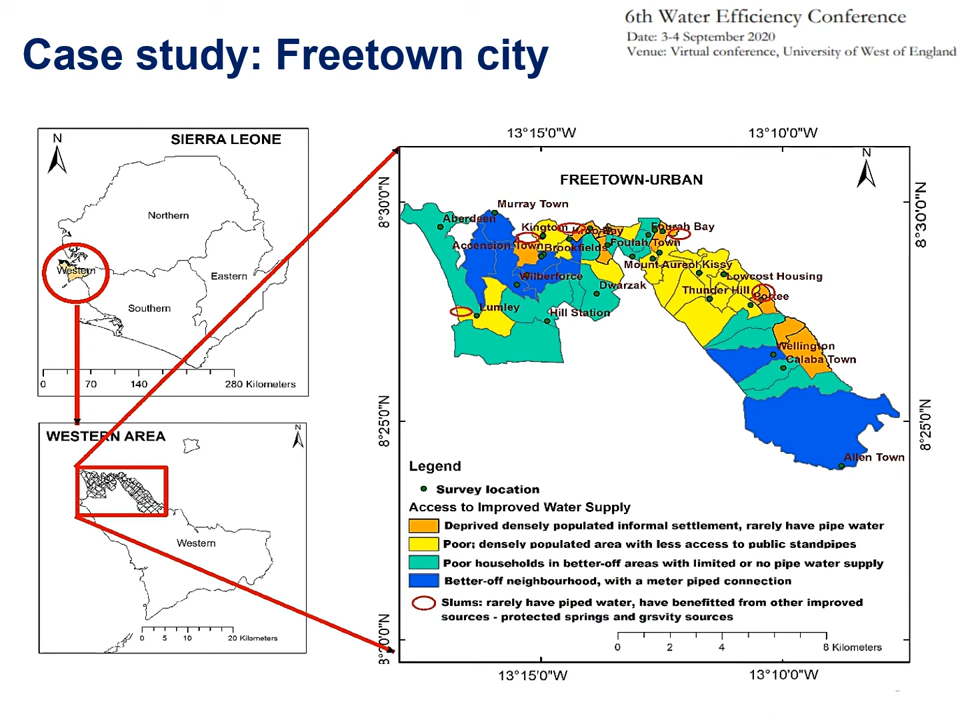 6th Water Efficiency Conference
Date: 3-4 September 2020
Venue: Virtual conference, University of West of England
Case study: Freetown city
N
SIERRA LEONE
Northern
Western
Eastern
Southern
0 70 140 280 Kilometers
WESTERN AREA
N
Western
0 5 10 20 Kilometers
13°15'0"W 13°10'0"W
8°30'0"N
8°25'0"N
8°30'0"N
8°25'0"N
FREETOWN-URBAN
N
Murray Town
Aberdeen
Kingtom
Fourah Bay
Accension Town
Brookfields
Foulah Town
Mount Aureol
Kissy
Wilberforce
Lowcost Housing
Dwarzak
Thunder Hill
Lumley
Hill Station
Wellington
Calaba Town
Allen Town
Legend
Survey location
Access to Improved Water Supply
Deprived densely populated informal settlement, rarely have pipe water
Poor; densely populated area with less access to public standpipes
Poor households in better-off areas with limited or no pipe water supply
Better-off neighbourhood, with a meter piped connection
Slums: rarely have piped water, have benefitted from other improved
sources - protected springs and grsvity sources
0 2 4 8 Kilometers
13°15'0"W 13°10'0"W